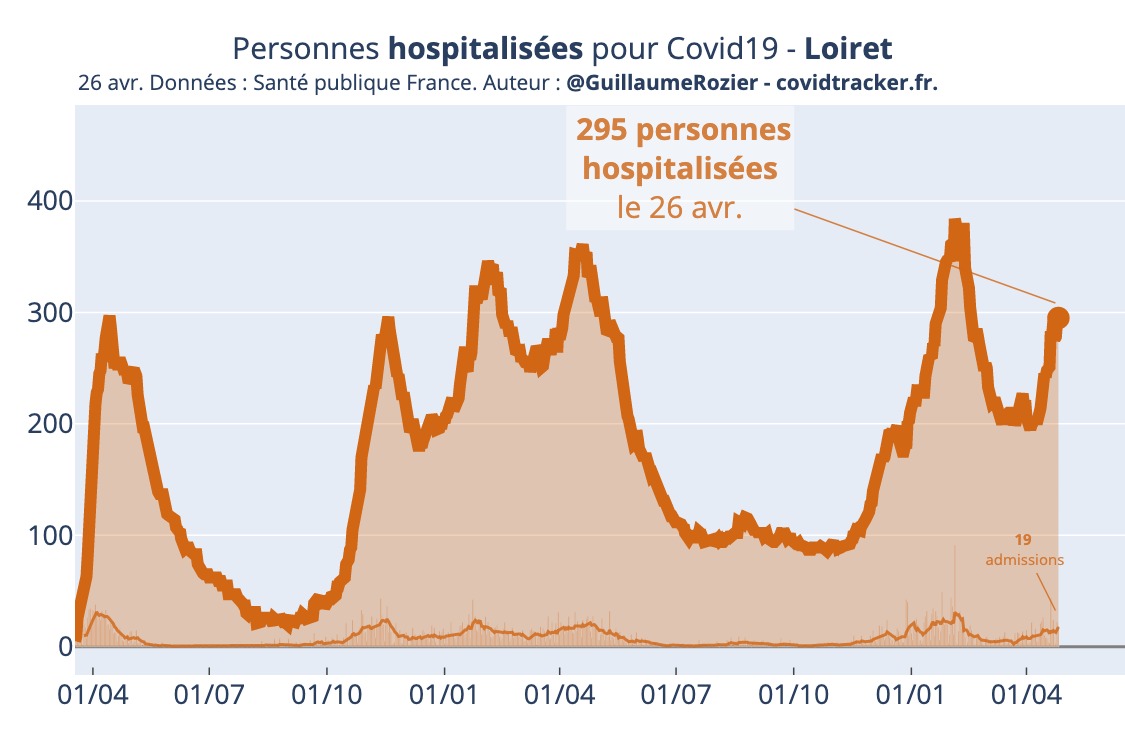 Personnes hospitalisées pour Covid19 - Loiret
26 avr. Données : Santé publique France. Auteur : @GuillaumeRozier - covidtracker.fr.
295 personnes
hospitalisées
le 26 avr.
400
300
200
100
0
19
admissions
01/04 01/07 01/10 01/01 01/04 01/07 01/10 01/01 01/04